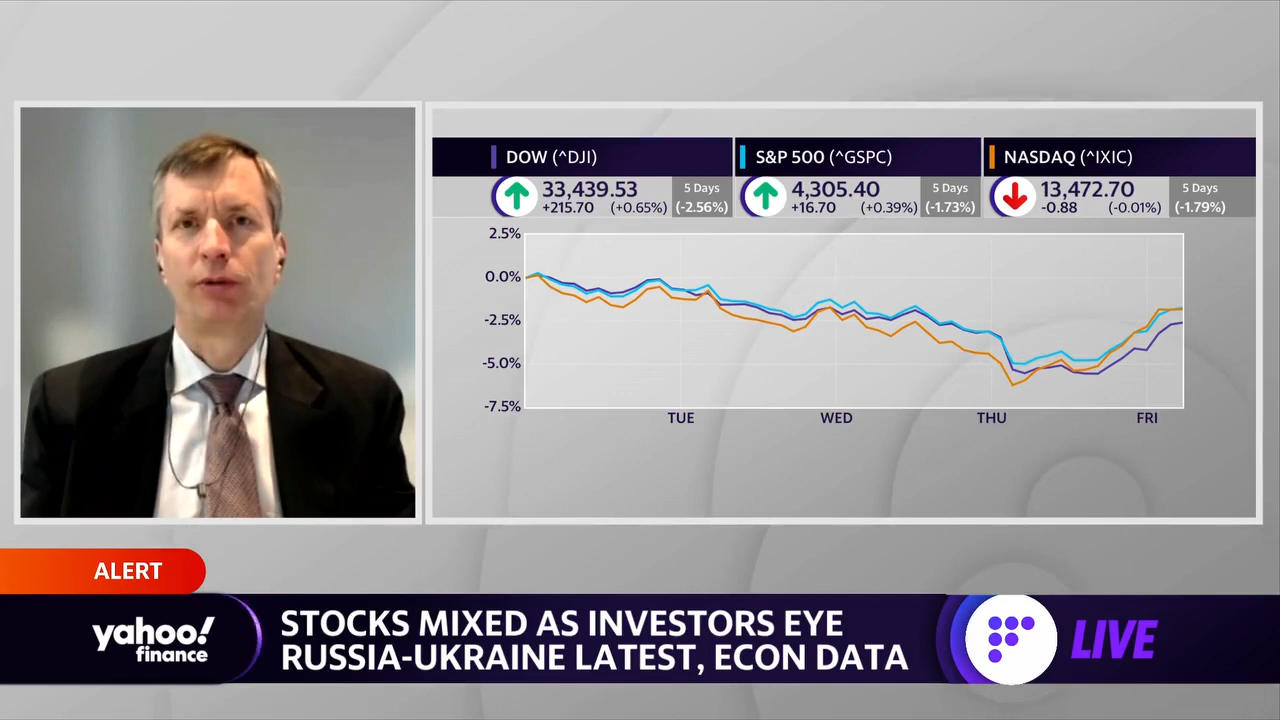 DOW (^DJI)
33,439.53
+215.70 (+0.65%)
5 Days
(-2.56%)
S&P 500 (^GSPC)
4,305.40
+16.70 (+0.39%)
5 Days
(-1.73%)
NASDAQ (^IXIC)
13,472.70
-0.88 (-0.01%)
5 Days
(-1.79%)
2.5%
0.0%
-2.5%
-5.0%
-7.5%
TUE WED THU FRI
ALERT
yahoo!
finance
STOCKS MIXED AS INVESTORS EYE
RUSSIA-UKRAINE LATEST, ECON DATA
LIVE